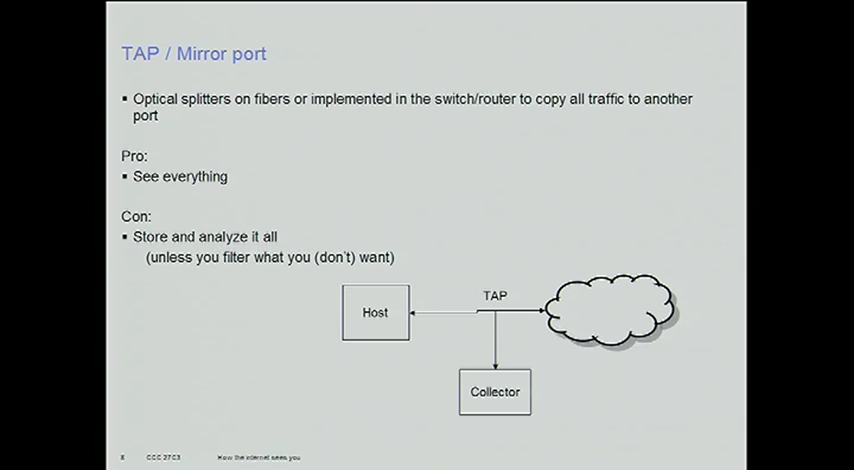 TAP / Mirror port
▪ Optical splitters on fibers or implemented in the switch/router to copy all traffic to another
port
Pro:
▪ See everything
Con:
▪ Store and analyze it all
(unless you filter what you (don't) want)
TAP
Host
Collector
8 CCC 27C3 How the internet sees you